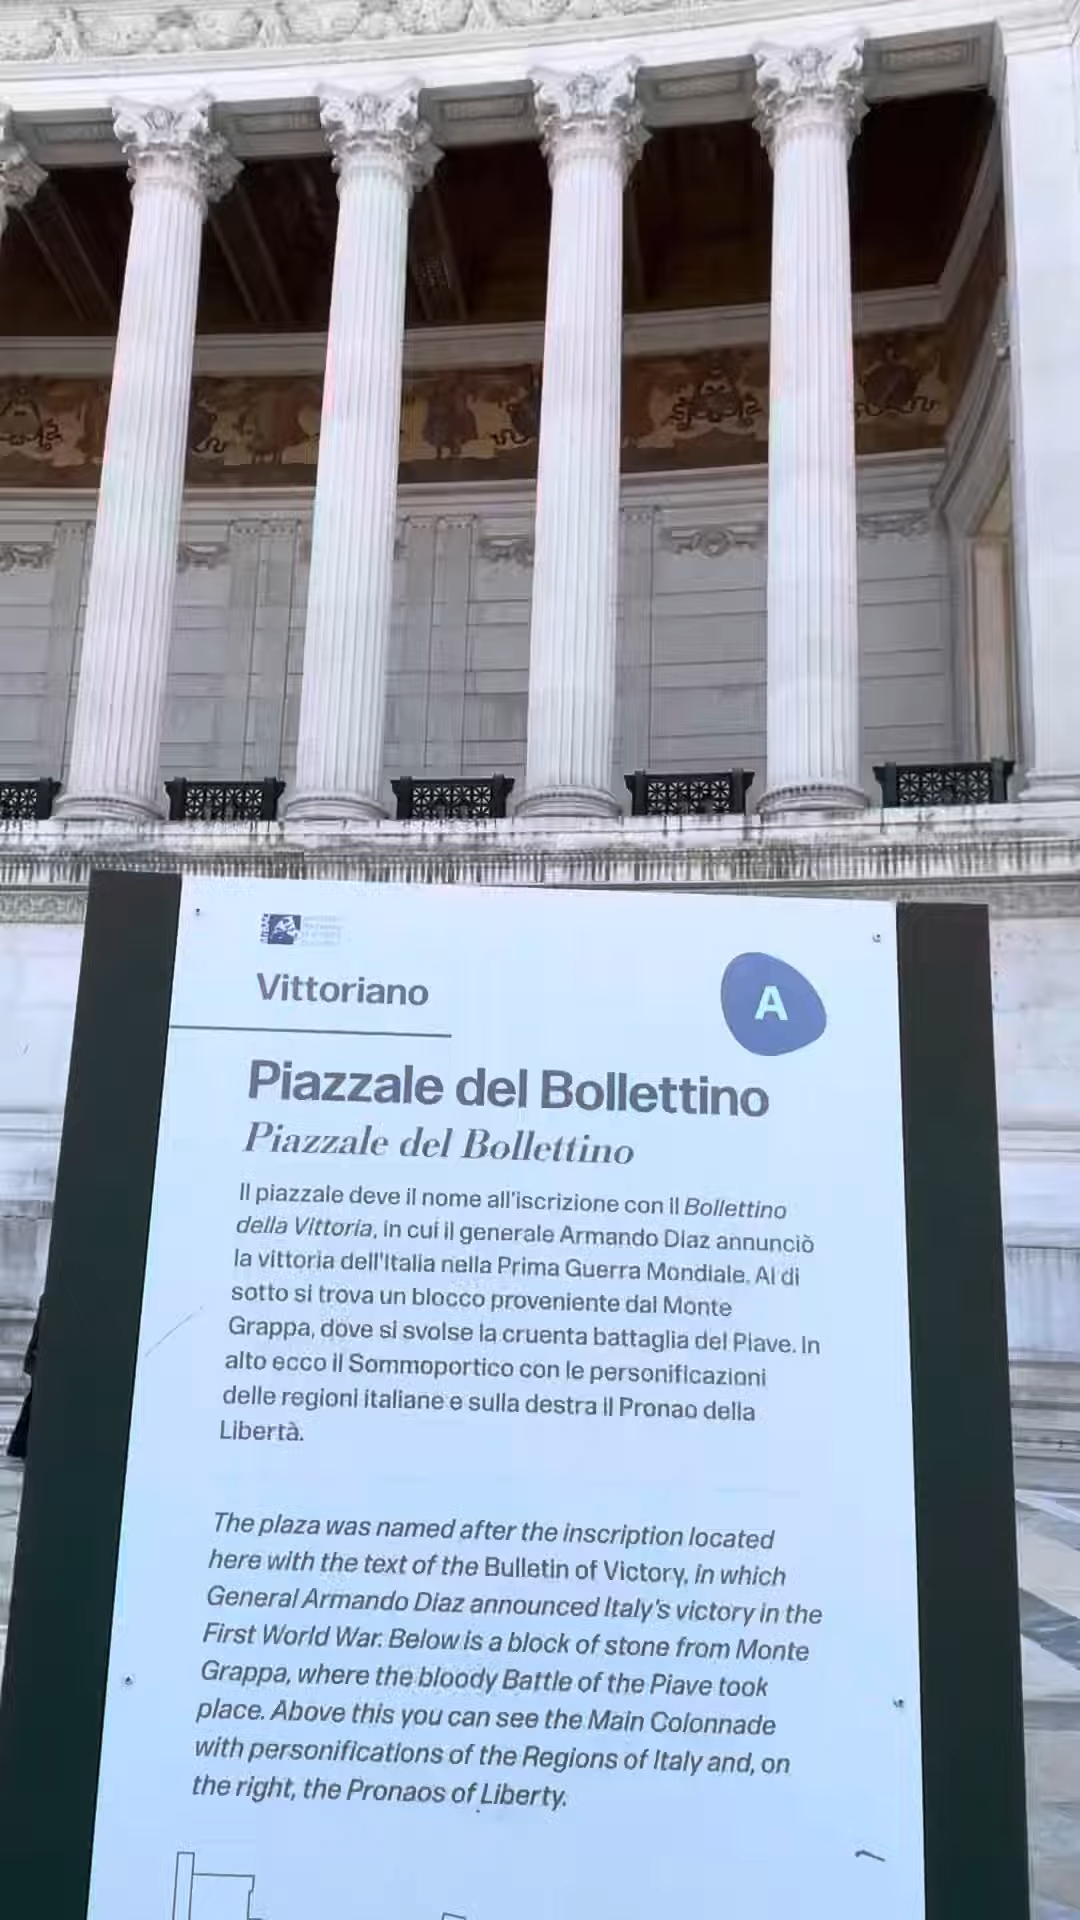 Vittoriano
A
Piazzale del Bollettino
Piazzale del Bollettino
Il piazzale deve il nome all'iscrizione con il Bollettino
della Vittoria, in cui il generale Armando Diaz annunciò
la vittoria dell'Italia nella Prima Guerra Mondiale. Al di
sotto si trova un blocco proveniente dal Monte
Grappa, dove si svolse la cruenta battaglia del Piave. In
alto ecco il Sommoportico con le personificazioni
delle regioni italiane e sulla destra il Pronao della
Libertà.
The plaza was named after the inscription located
here with the text of the Bulletin of Victory, in which
General Armando Diaz announced Italy's victory in the
First World War. Below is a block of stone from Monte
Grappa, where the bloody Battle of the Piave took
place. Above this you can see the Main Colonnade
with personifications of the Regions of Italy and, on
the right, the Pronaos of Liberty.